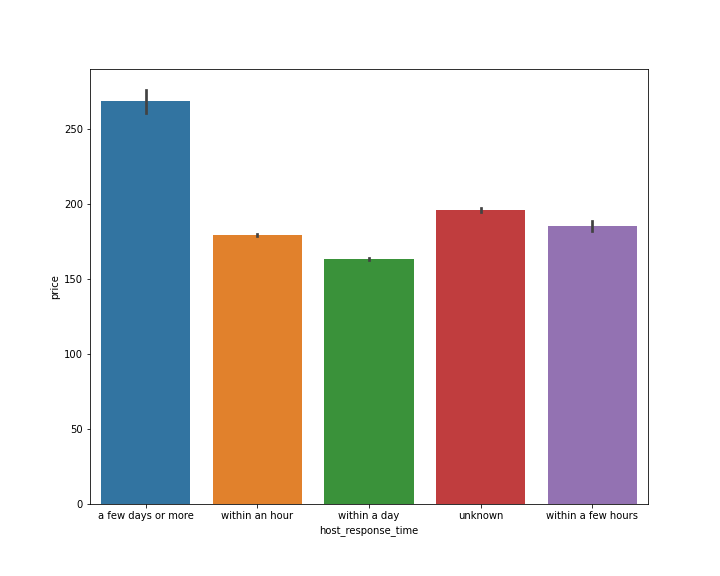 price
250
200
150
100
50
0
a few days or more within an hour within a day unknown within a few hours
host_response_time